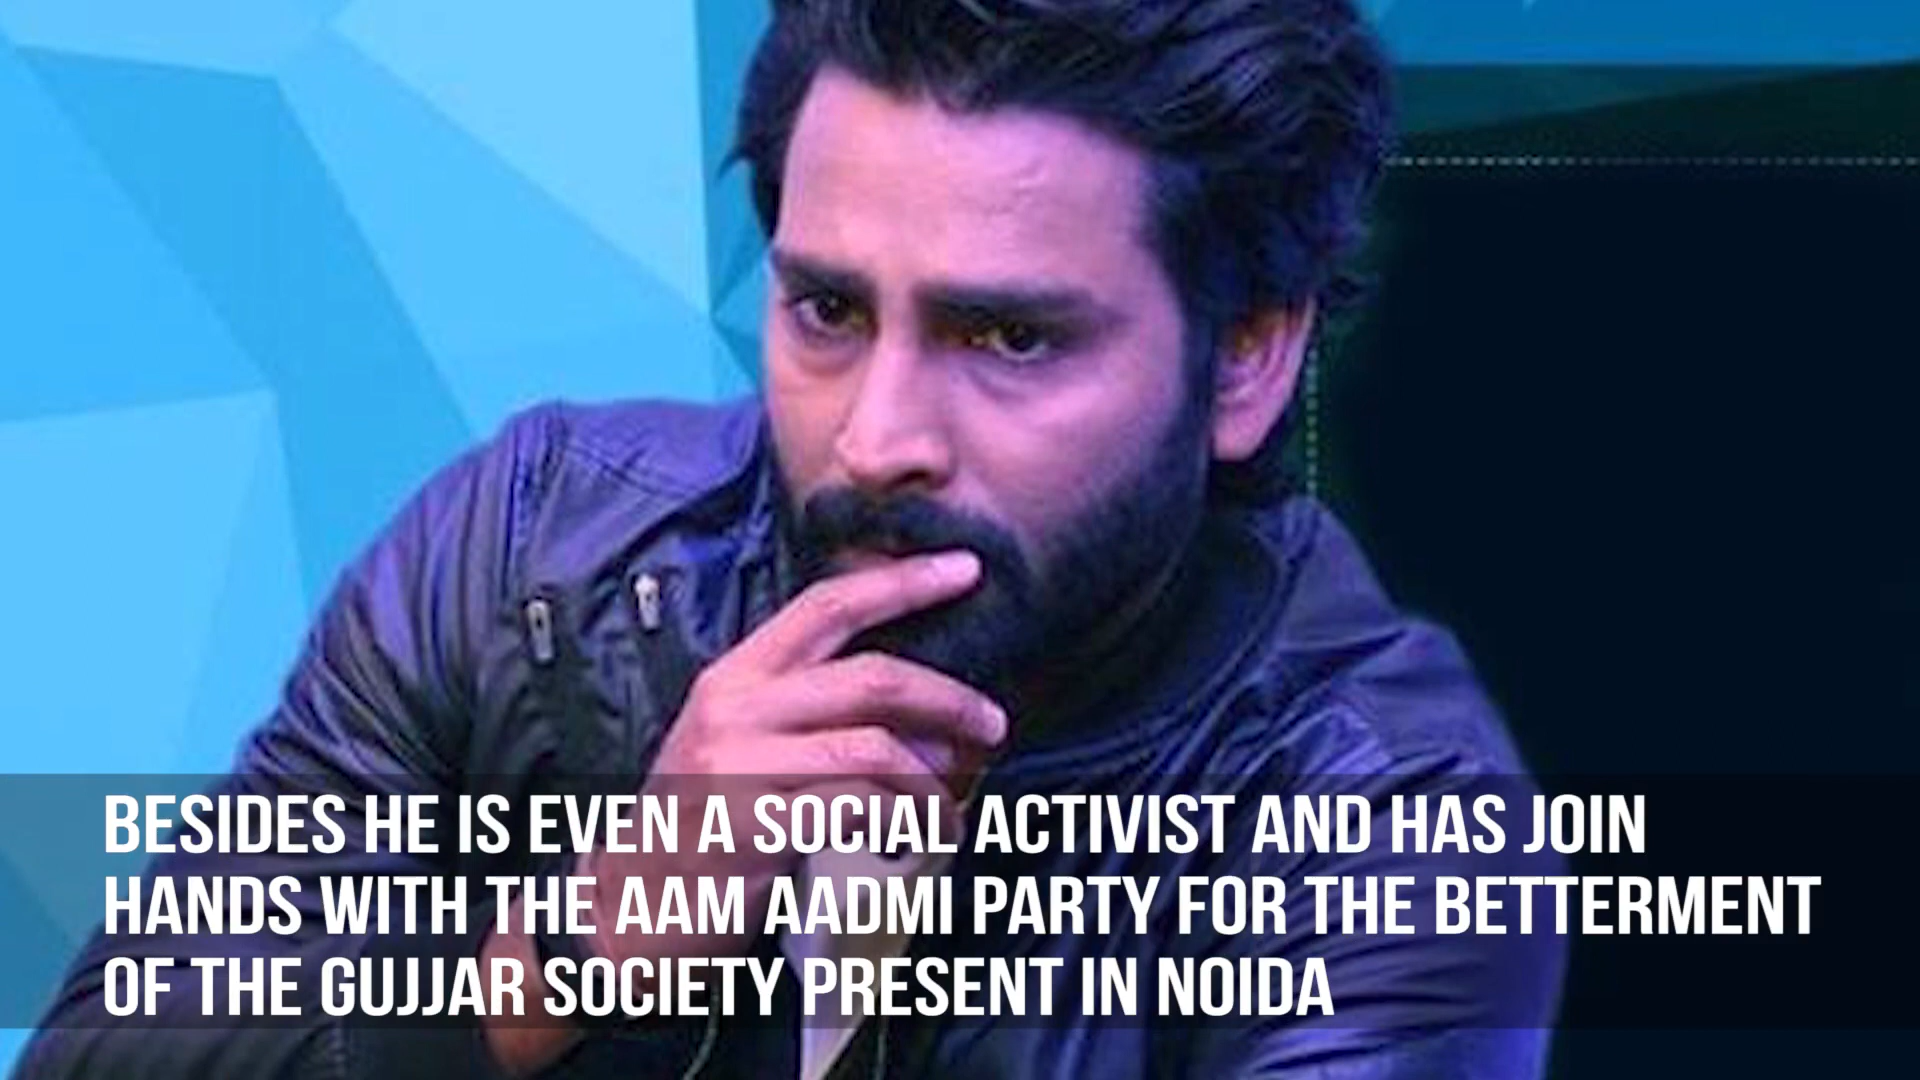 BESIDES HE IS EVEN A SOCIAL ACTIVIST AND HAS JOIN
HANDS WITH THE AAM AADMI PARTY FOR THE BETTERMENT
OF THE GUJJAR SOCIETY PRESENT IN NOIDA